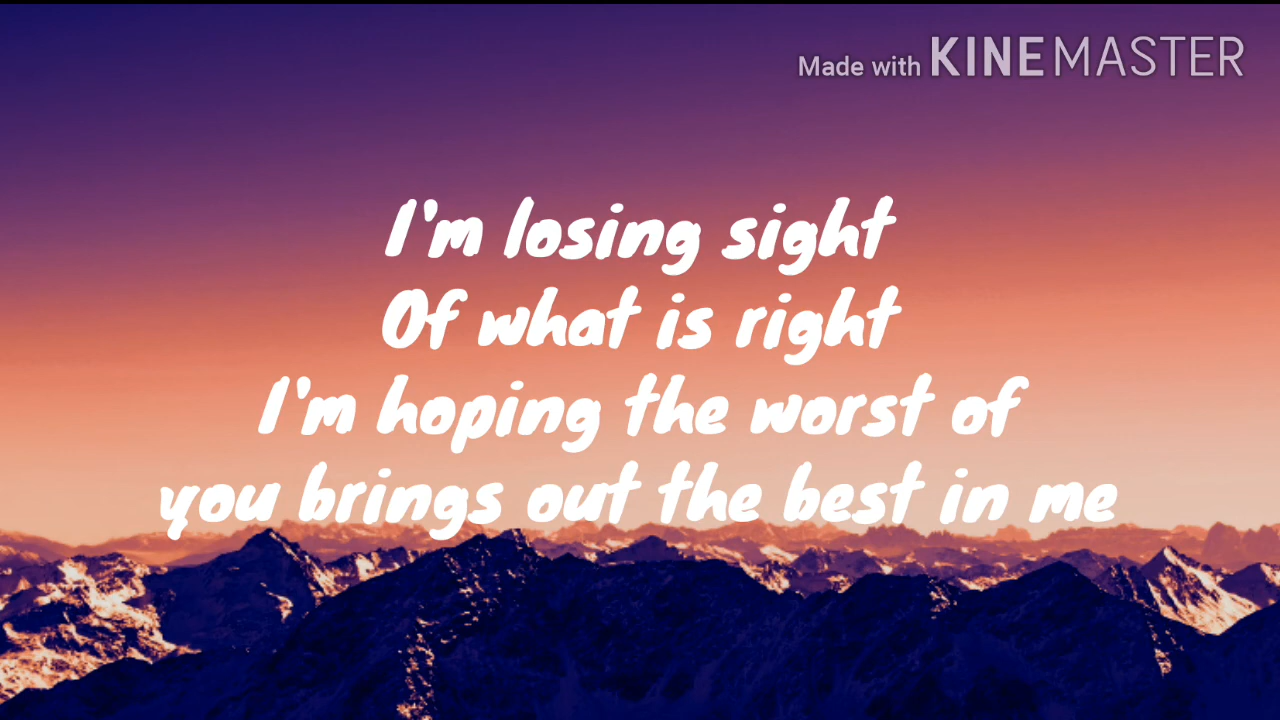 Made with KINEMASTER
I'm losing sight
Of what is right
I'm hoping the worst of
you brings out the best in me